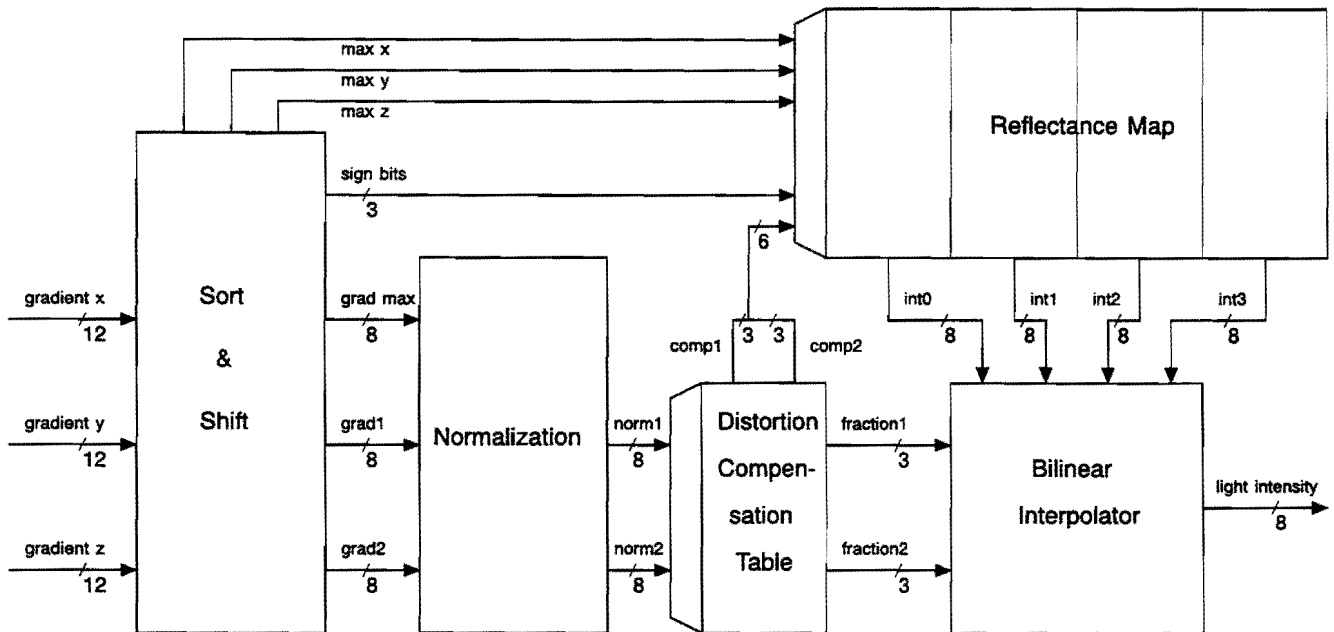 max x
max y
max z
Reflectance Map
sign bits
3
6
Sort
&
Shift
gradient x
12
gradient y
12
gradient z
12
grad max
8
grad1
8
grad2
8
Normalization
norm1
8
norm2
8
comp1
3
3
comp2
Distortion
Compen-
sation
Table
fraction1
3
fraction2
3
int0
8
int1
8
int2
8
int3
8
Bilinear
Interpolator
light intensity
8